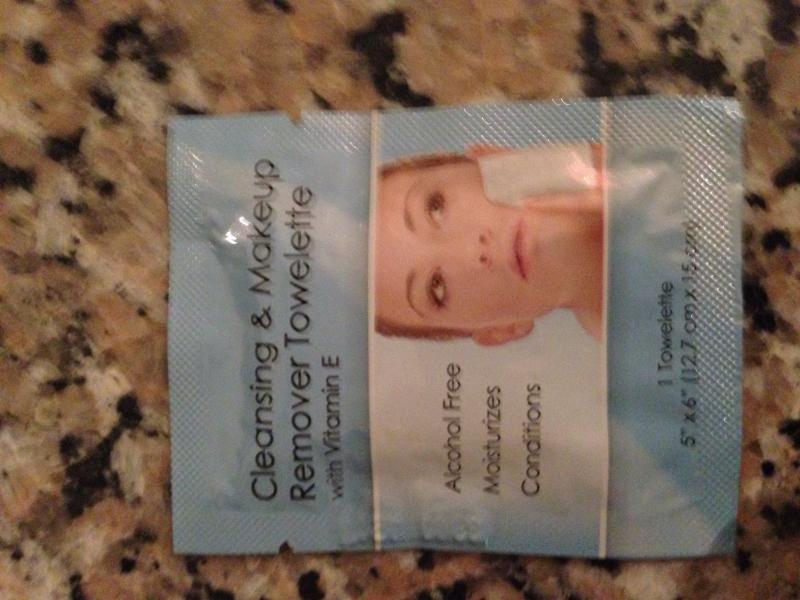 Cleansing & Makeup
Remover Towelette
with Vitamin E
Alcohol Free
Moisturizes
Conditions
1 Towelette
5" x 6" (12.7 cm x 15 cm)